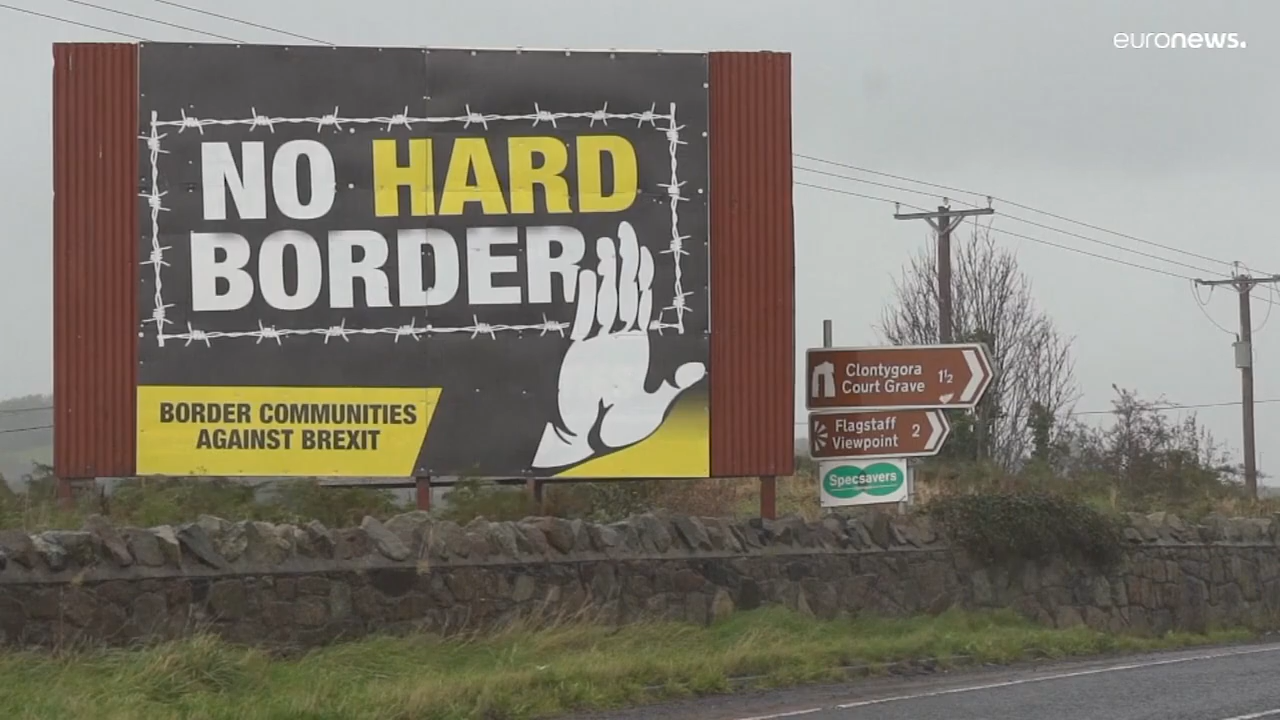 euronews.
NO HARD
BORDER
BORDER COMMUNITIES
AGAINST BREXIT
Clontygora
Court Grave 1½
Flagstaff
Viewpoint 2
Specsavers